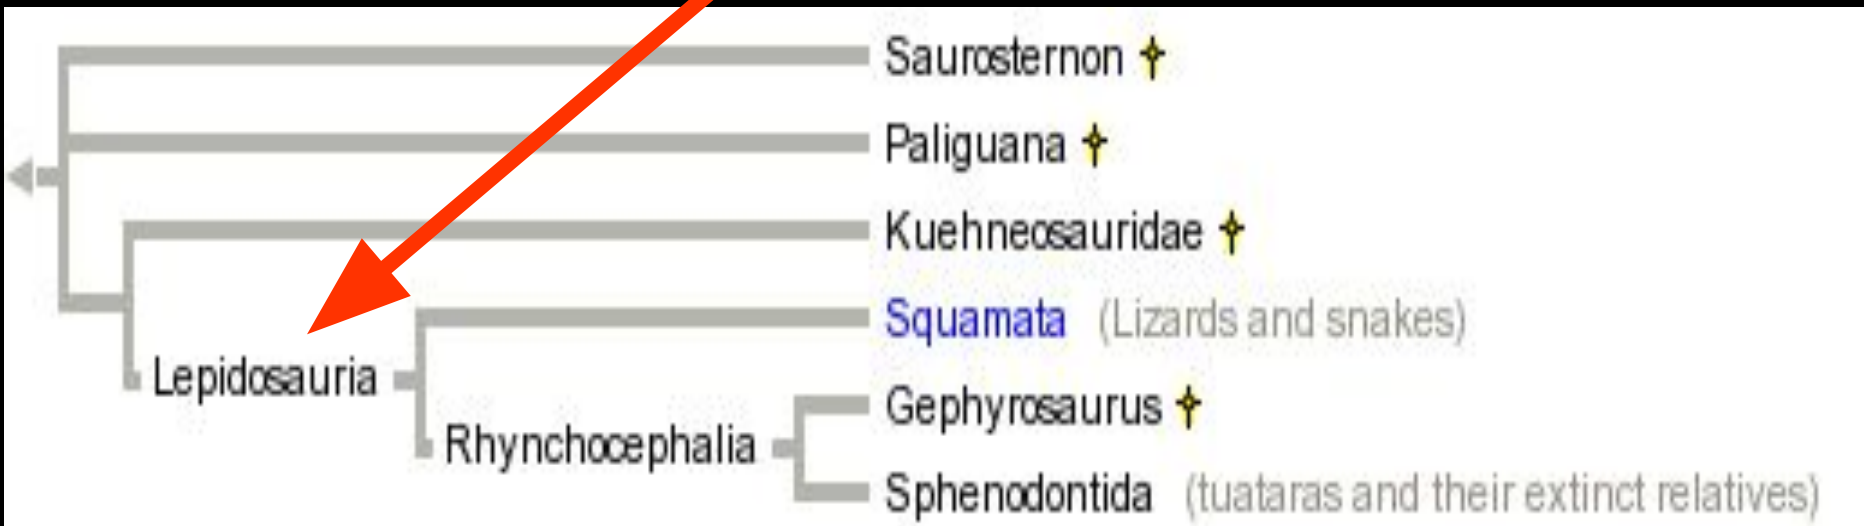 Saurosternon †
Paliguana †
Kuehneosauridae †
Squamata (Lizards and snakes)
Lepidosauria
Gephyrosaurus †
Rhynchocephalia
Sphenodontida (tuataras and their extinct relatives)